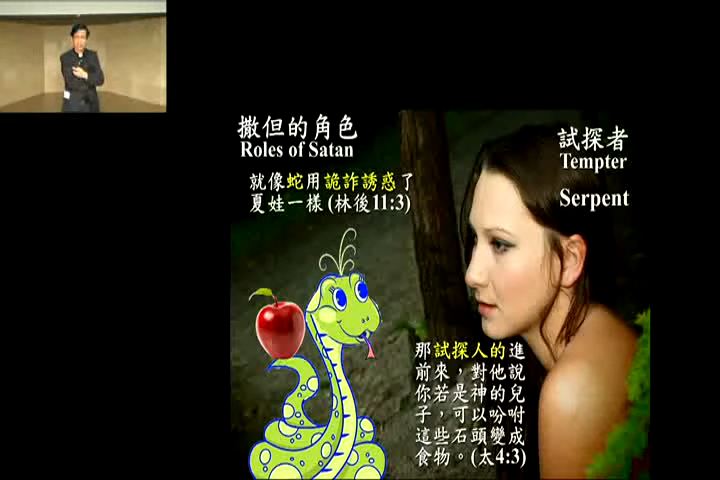 撒但的角色
Roles of Satan
就像蛇用詭詐誘惑了
夏娃一樣 (林後11:3)
試探者
Tempter
Serpent
那試探人的進
前來，對他說
你若是神的兒
子，可以吩咐
這些石頭變成
食物。(太4:3)